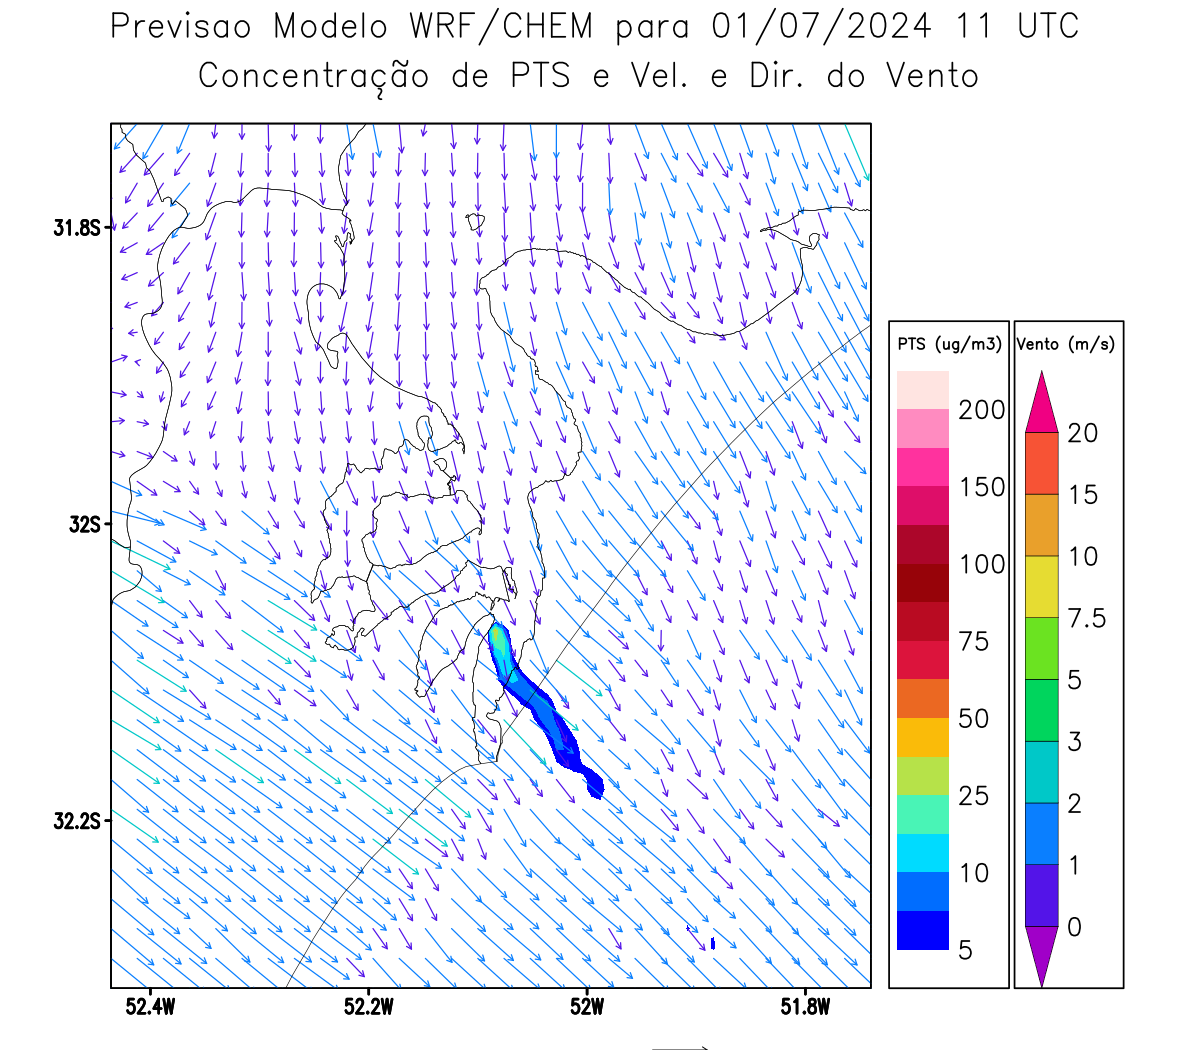 Previsao Modelo WRF/CHEM para 01/07/2024 11 UTC
Concentração de PTS e Vel. e Dir. do Vento
31.8S
32S
32.2S
52.4W
52.2W
52W
51.8W
PTS (ug/m3)
200
150
100
75
50
25
10
5
Vento (m/s)
20
15
10
7.5
5
3
2
1
0